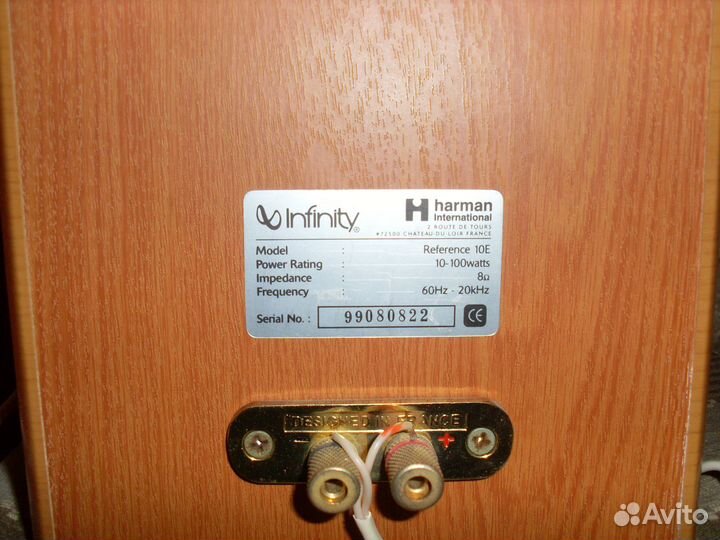 Infinity®
harman
International
2 ROUTE DE TOURS
F72500 CHATEAU-DU-LOIR FRANCE
Model : Reference 10E
Power Rating : 10-100watts
Impedance : 8Ω
Frequency : 60Hz - 20kHz
Serial No. : 99080822 CE
DESIGNED IN FRANCE
- +
Avito